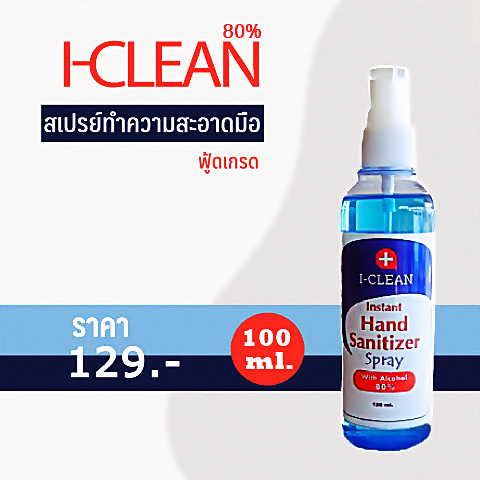 80%
I-CLEAN
สเปรย์ทำความสะอาดมือ
ฟู้ดเกรด
ราคา
129.-
100
ml.
I-CLEAN
Instant
Hand
Sanitizer
Spray
With Alcohol
80%